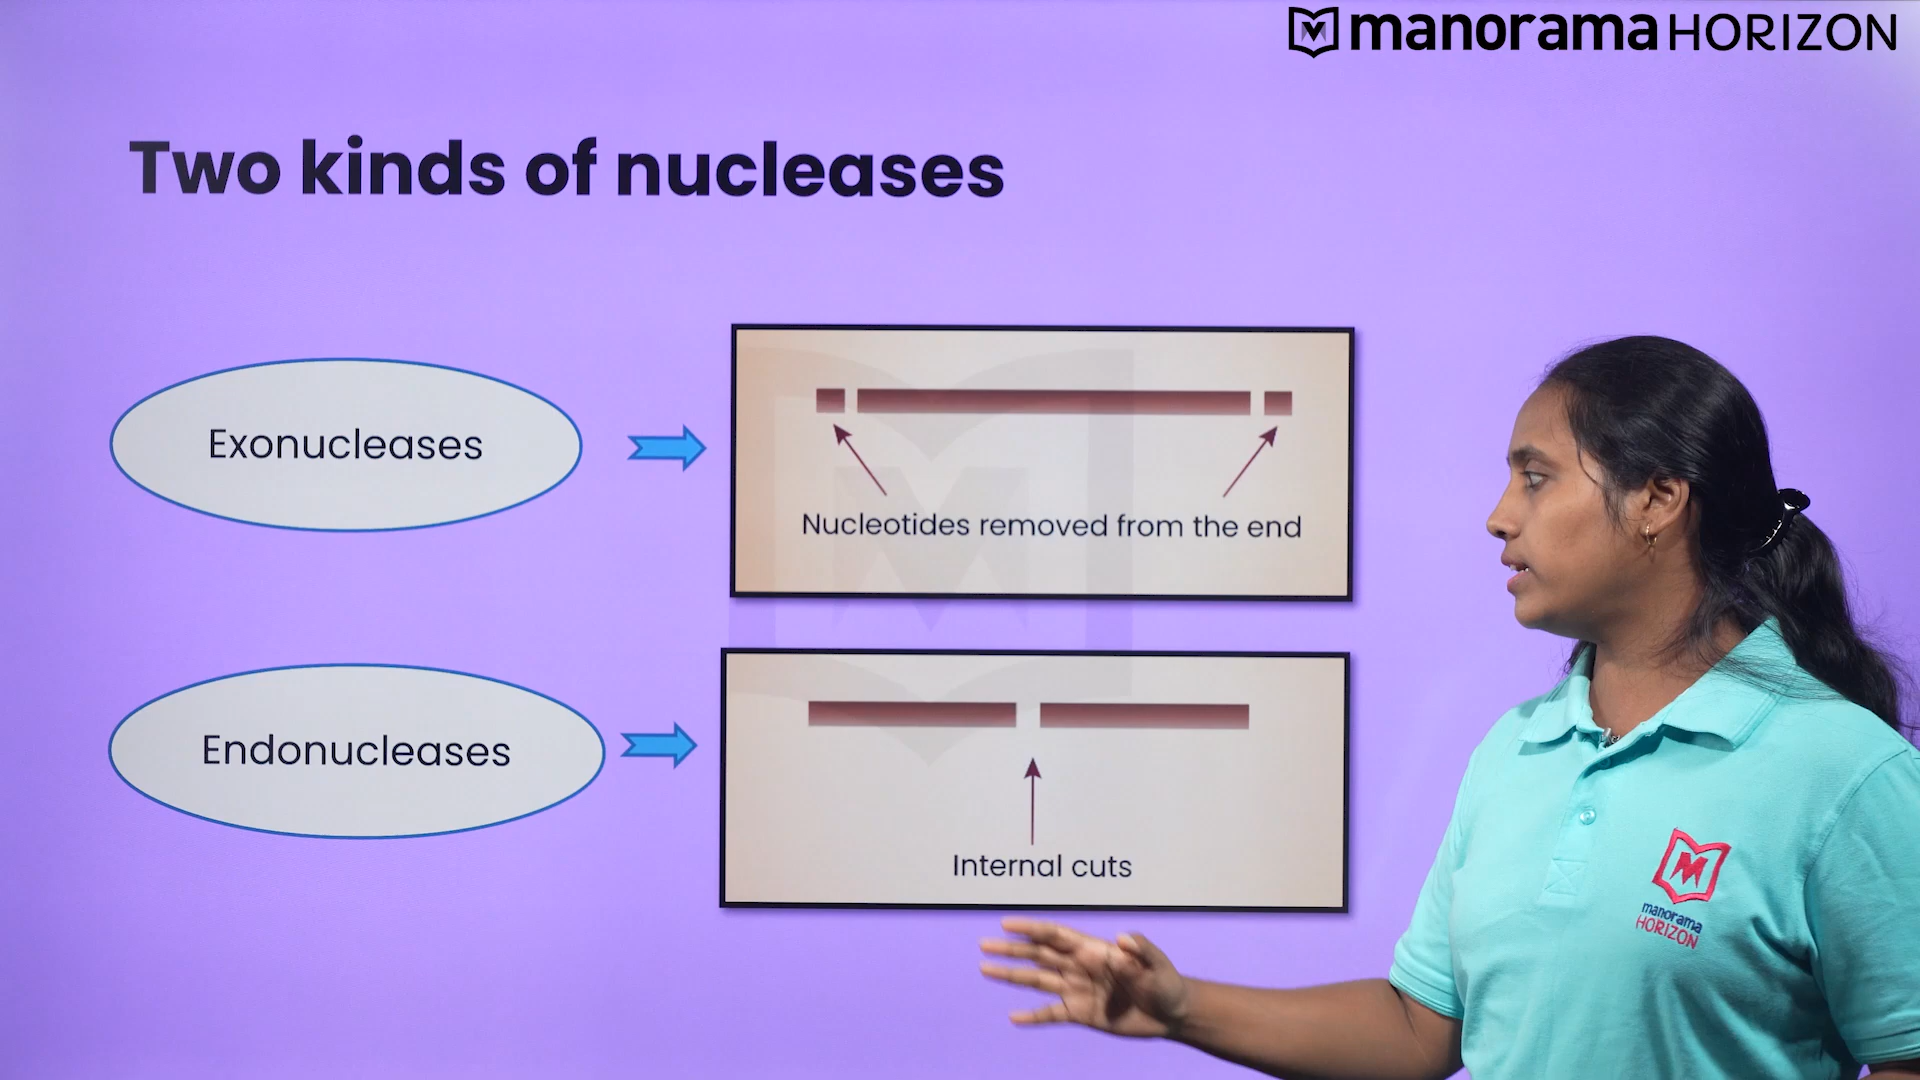 manorama HORIZON
Two kinds of nucleases
Exonucleases
Nucleotides removed from the end
Endonucleases
Internal cuts
manorama
HORIZON